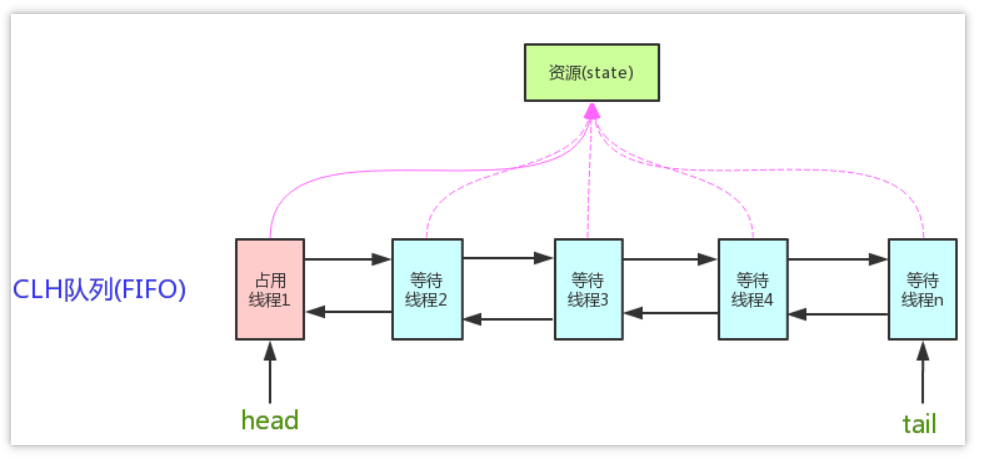 资源(state)
CLH队列(FIFO)
占用
线程1
等待
线程2
等待
线程3
等待
线程4
等待
线程n
head
tail